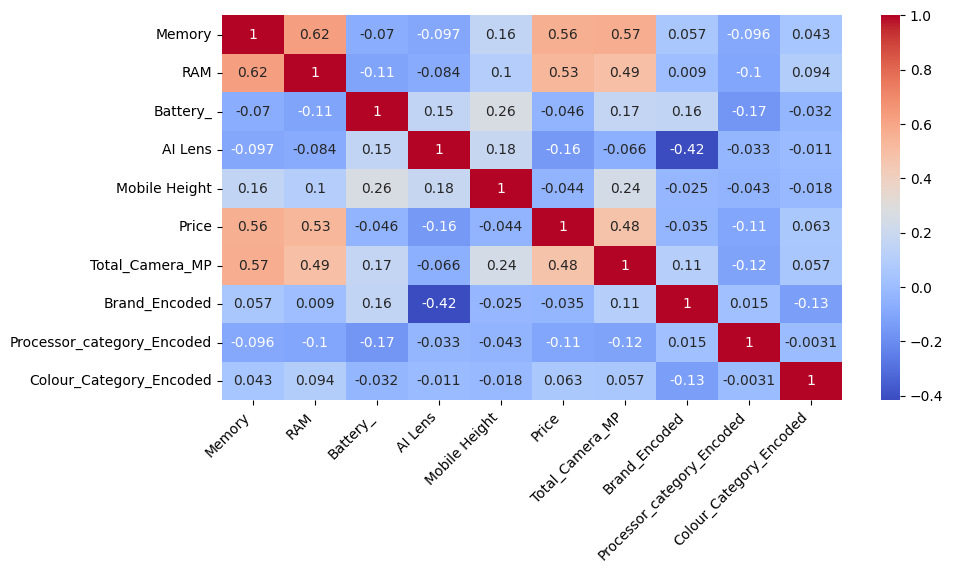 Memory 1 0.62 -0.07 -0.097 0.16 0.56 0.57 0.057 -0.096 0.043
RAM 0.62 1 -0.11 -0.084 0.1 0.53 0.49 0.009 -0.1 0.094
Battery_ -0.07 -0.11 1 0.15 0.26 -0.046 0.17 0.16 -0.17 -0.032
AI Lens -0.097 -0.084 0.15 1 0.18 -0.16 -0.066 -0.42 -0.033 -0.011
Mobile Height 0.16 0.1 0.26 0.18 1 -0.044 0.24 -0.025 -0.043 -0.018
Price 0.56 0.53 -0.046 -0.16 -0.044 1 0.48 -0.035 -0.11 0.063
Total_Camera_MP 0.57 0.49 0.17 -0.066 0.24 0.48 1 0.11 -0.12 0.057
Brand_Encoded 0.057 0.009 0.16 -0.42 -0.025 -0.035 0.11 1 0.015 -0.13
Processor_category_Encoded -0.096 -0.1 -0.17 -0.033 -0.043 -0.11 -0.12 0.015 1 -0.0031
Colour_Category_Encoded 0.043 0.094 -0.032 -0.011 -0.018 0.063 0.057 -0.13 -0.0031 1
Memory
RAM
Battery_
AI Lens
Mobile Height
Price
Total_Camera_MP
Brand_Encoded
Processor_category_Encoded
Colour_Category_Encoded
1.0
0.8
0.6
0.4
0.2
0.0
−0.2
−0.4